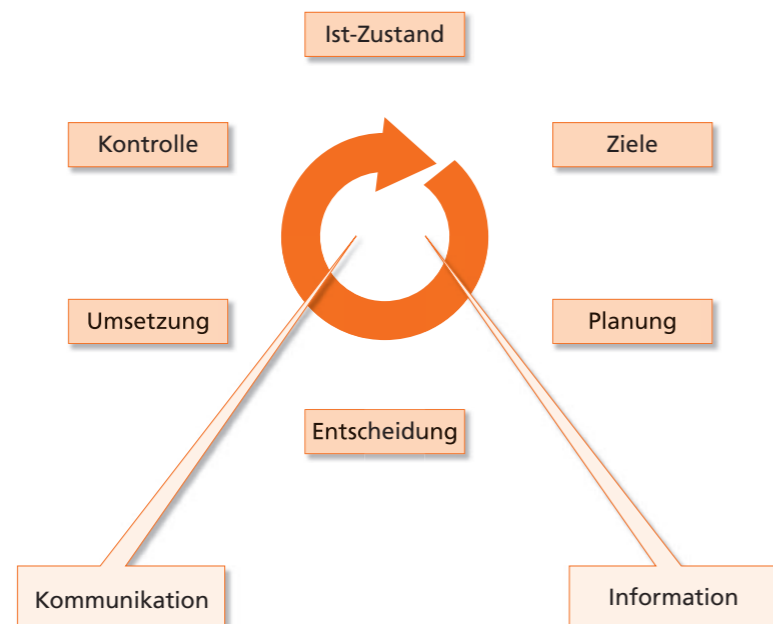 Ist-Zustand
Kontrolle
Ziele
Umsetzung
Planung
Entscheidung
Kommunikation
Information